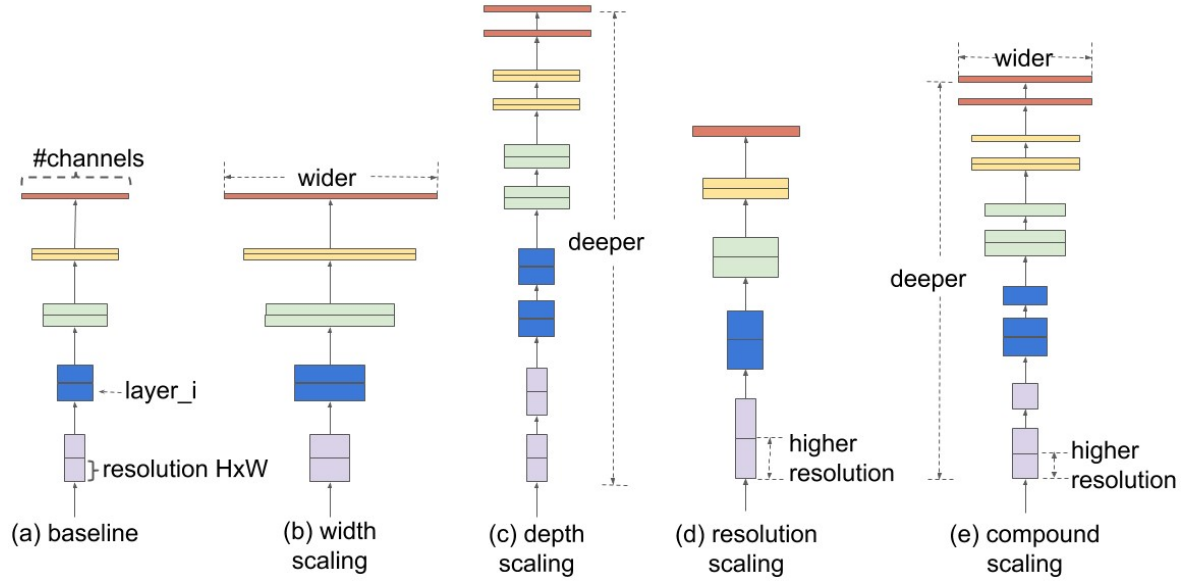 #channels
layer_i
resolution HxW
(a) baseline
wider
(b) width
scaling
deeper
(c) depth
scaling
higher
resolution
(d) resolution
scaling
wider
deeper
higher
resolution
(e) compound
scaling